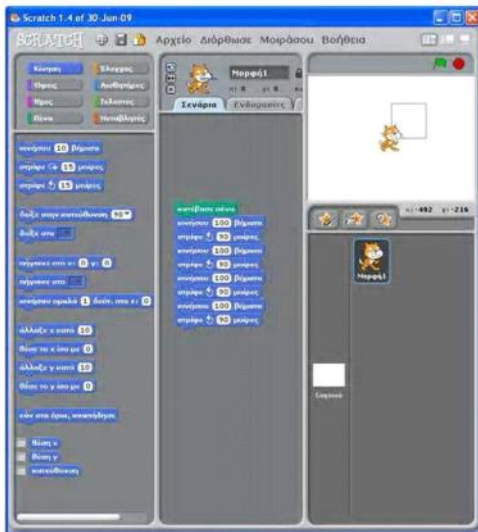 Scratch 1.4 of 30-Jun-09
SCRATCH Αρχείο Διόρθωσε Μοιράσου Βοήθεια
Κίνηση Έλεγχος
Όψεις Αισθητήρες
Ήχος Τελεστές
Πένα Μεταβλητές
Μορφή1
Σενάρια Ενδυμασίες
κινήσου 10 βήματα
στρίψε 15 μοίρες
στρίψε 15 μοίρες
δείξε στην κατεύθυνση 90
δείξε στο
πήγαινε στο x: 0 y: 0
πήγαινε στο
κινήσου ομαλά 1 δευτ. στο x: 0
άλλαξε x κατά 10
θέσε το x ίσο με 0
άλλαξε y κατά 10
θέσε το y ίσο με 0
εάν στα όρια, αναπήδησε
θέση x
θέση y
κατεύθυνση
κατέβασε πένα
κινήσου 100 βήματα
στρίψε 90 μοίρες
κινήσου 100 βήματα
στρίψε 90 μοίρες
κινήσου 100 βήματα
στρίψε 90 μοίρες
κινήσου 100 βήματα
στρίψε 90 μοίρες
x: -492 y: -216
Μορφή1
Σκηνικό